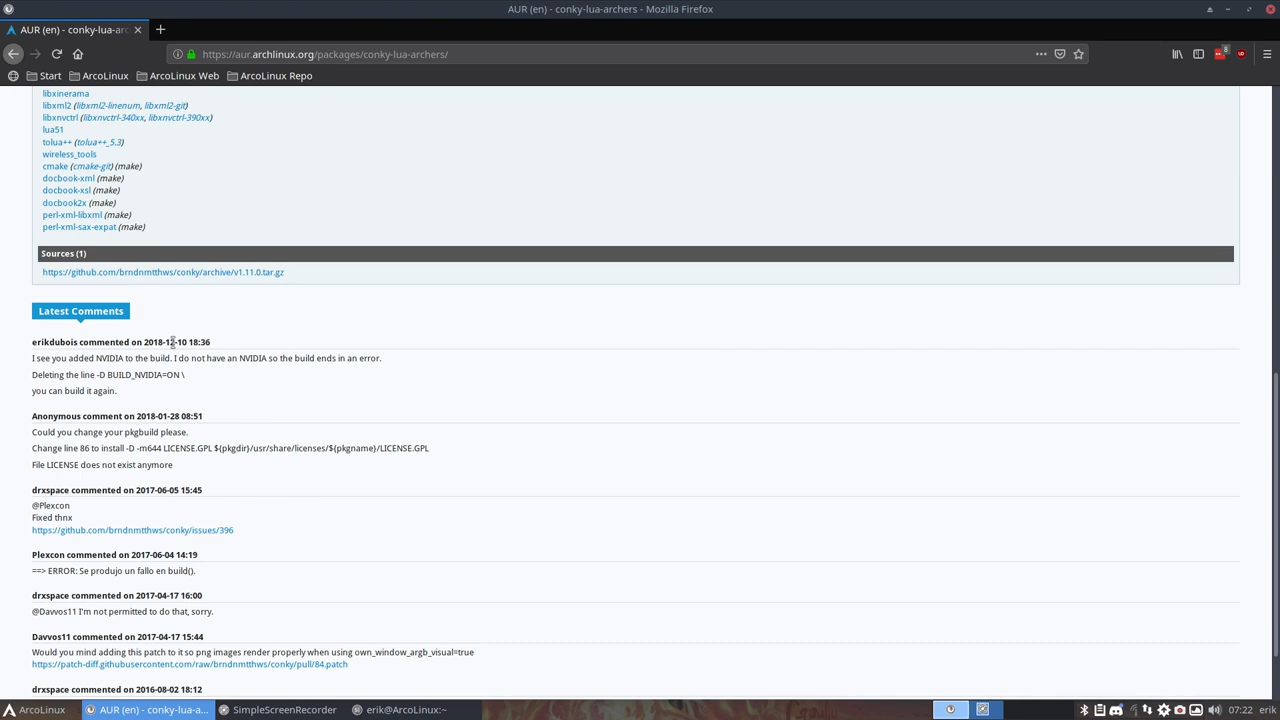 AUR (en) - conky-lua-archers - Mozilla Firefox
AUR (en) - conky-lua-arc
https://aur.archlinux.org/packages/conky-lua-archers/
8
Start ArcoLinux ArcoLinux Web ArcoLinux Repo
libxinerama
libxml2 (libxml2-linenum, libxml2-git)
libxnvctrl (libxnvctrl-340xx, libxnvctrl-390xx)
lua51
tolua++ (tolua++_5.3)
wireless_tools
cmake (cmake-git) (make)
docbook-xml (make)
docbook-xsl (make)
docbook2x (make)
perl-xml-libxml (make)
perl-xml-sax-expat (make)
Sources (1)
https://github.com/brndnmtthws/conky/archive/v1.11.0.tar.gz
Latest Comments
erikdubois commented on 2018-12-10 18:36
I see you added NVIDIA to the build. I do not have an NVIDIA so the build ends in an error.
Deleting the line -D BUILD_NVIDIA=ON \
you can build it again.
Anonymous comment on 2018-01-28 08:51
Could you change your pkgbuild please.
Change line 86 to install -D -m644 LICENSE.GPL ${pkgdir}/usr/share/licenses/${pkgname}/LICENSE.GPL
File LICENSE does not exist anymore
drxspace commented on 2017-06-05 15:45
@Plexcon
Fixed thnx
https://github.com/brndnmtthws/conky/issues/396
Plexcon commented on 2017-06-04 14:19
==> ERROR: Se produjo un fallo en build().
drxspace commented on 2017-04-17 16:00
@Davvos11 I'm not permitted to do that, sorry.
Davvos11 commented on 2017-04-17 15:44
Would you mind adding this patch to it so png images render properly when using own_window_argb_visual=true
https://patch-diff.githubusercontent.com/raw/brndnmtthws/conky/pull/84.patch
drxspace commented on 2016-08-02 18:12
ArcoLinux AUR (en) - conky-lua-a... SimpleScreenRecorder erik@ArcoLinux:~ 07:22 erik